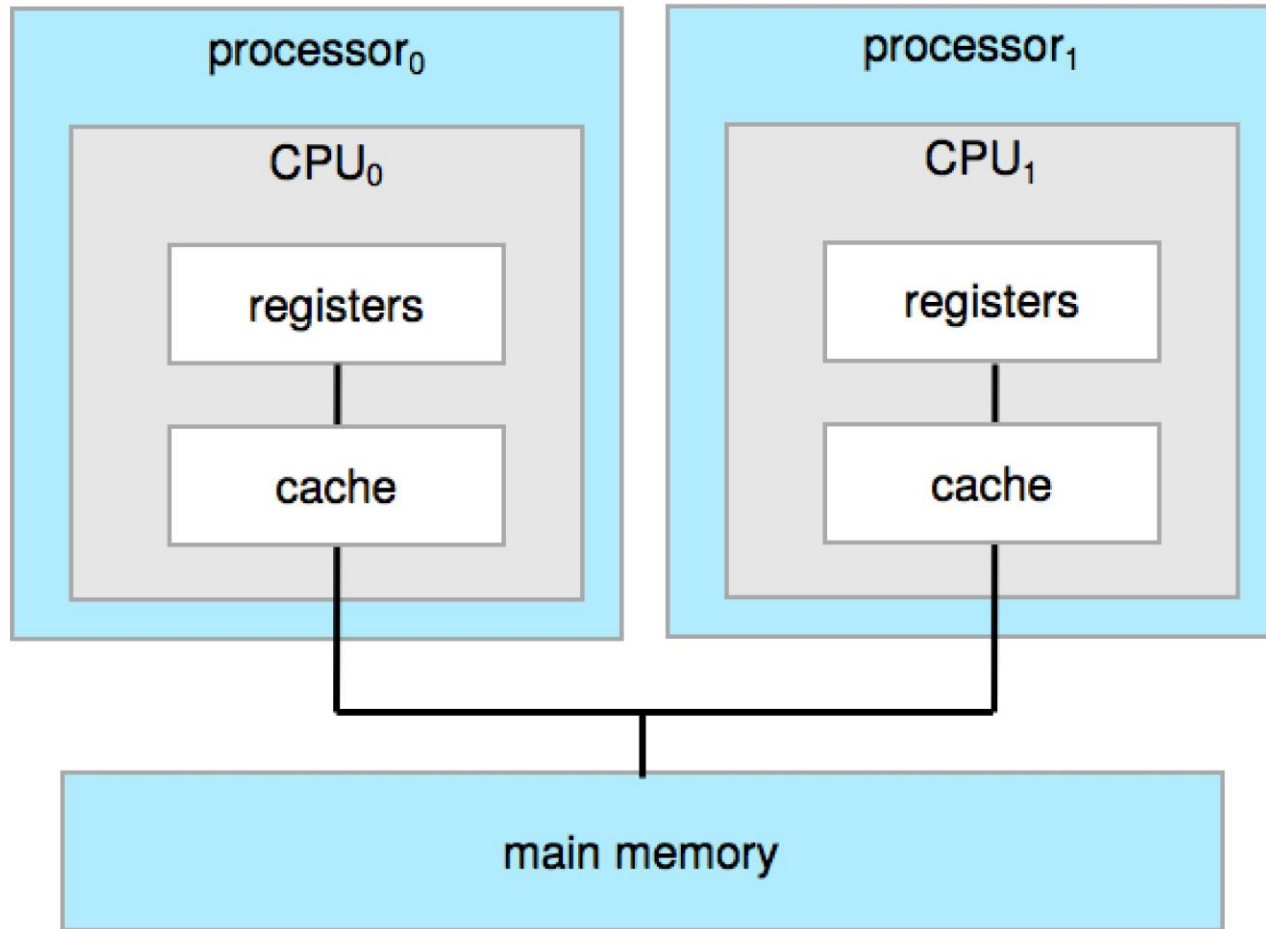 processor₀
CPU₀
registers
cache
processor₁
CPU₁
registers
cache
main memory